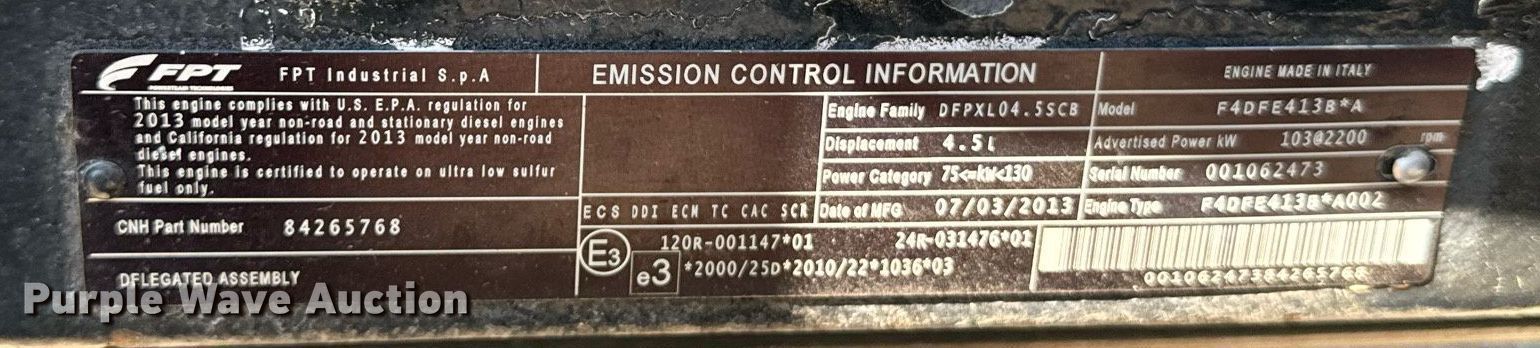 FPT FPT Industrial S.p.A EMISSION CONTROL INFORMATION ENGINE MADE IN ITALY
POWERTRAIN TECHNOLOGIES
This engine complies with U.S. E.P.A. regulation for
2013 model year non-road and stationary diesel engines
and California regulation for 2013 model year non-road
diesel engines.
This engine is certified to operate on ultra low sulfur
fuel only.
CNH Part Number 84265768
DELEGATED ASSEMBLY
ECS DDI ECM TC CAC SCR
Engine Family DFPXL04.5SCB
Displacement 4.5l
Power Category 75<=kW<130
Date of MFG 07/03/2013
Model F4DFE413B*A
Advertised Power kW 103@2200 rpm
Serial Number 001062473
Engine Type F4DFE413B*A002
E3 120R-001147*01 24R-031476*01
e3 *2000/25D*2010/22*1036*03
00106247384265768
Purple Wave Auction